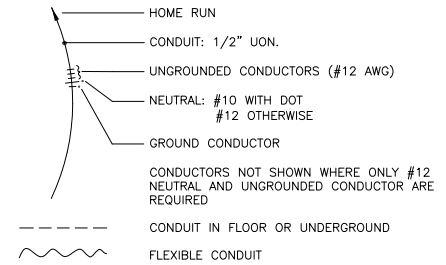 HOME RUN
CONDUIT: 1/2" UON.
UNGROUNDED CONDUCTORS (#12 AWG)
NEUTRAL: #10 WITH DOT
#12 OTHERWISE
GROUND CONDUCTOR
CONDUCTORS NOT SHOWN WHERE ONLY #12
NEUTRAL AND UNGROUNDED CONDUCTOR ARE
REQUIRED
CONDUIT IN FLOOR OR UNDERGROUND
FLEXIBLE CONDUIT